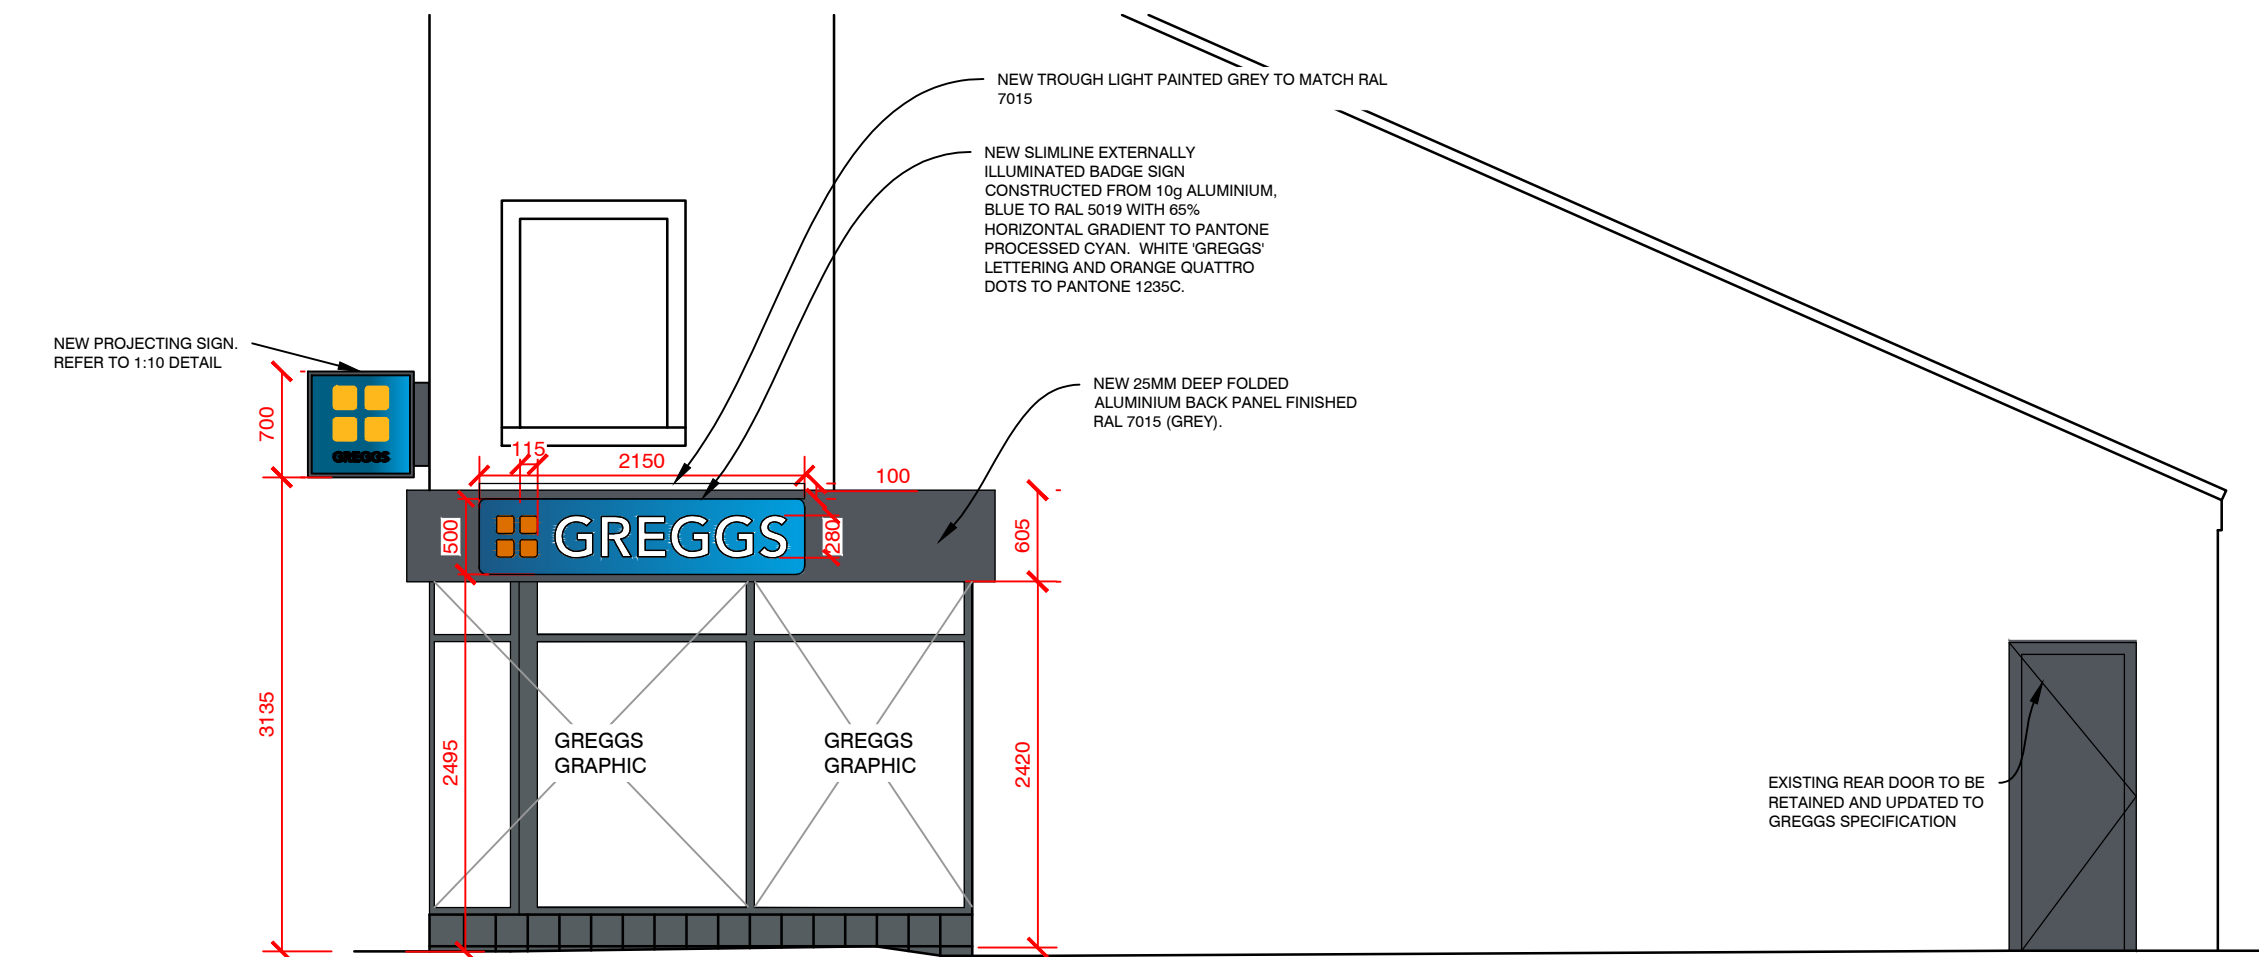 NEW TROUGH LIGHT PAINTED GREY TO MATCH RAL
7015
NEW SLIMLINE EXTERNALLY
ILLUMINATED BADGE SIGN
CONSTRUCTED FROM 10g ALUMINIUM,
BLUE TO RAL 5019 WITH 65%
HORIZONTAL GRADIENT TO PANTONE
PROCESSED CYAN. WHITE 'GREGGS'
LETTERING AND ORANGE QUATTRO
DOTS TO PANTONE 1235C.
NEW PROJECTING SIGN.
REFER TO 1:10 DETAIL
NEW 25MM DEEP FOLDED
ALUMINIUM BACK PANEL FINISHED
RAL 7015 (GREY).
700
GREGGS
115
2150
100
500
GREGGS
280
605
3135
2495
GREGGS
GRAPHIC
GREGGS
GRAPHIC
2420
EXISTING REAR DOOR TO BE
RETAINED AND UPDATED TO
GREGGS SPECIFICATION